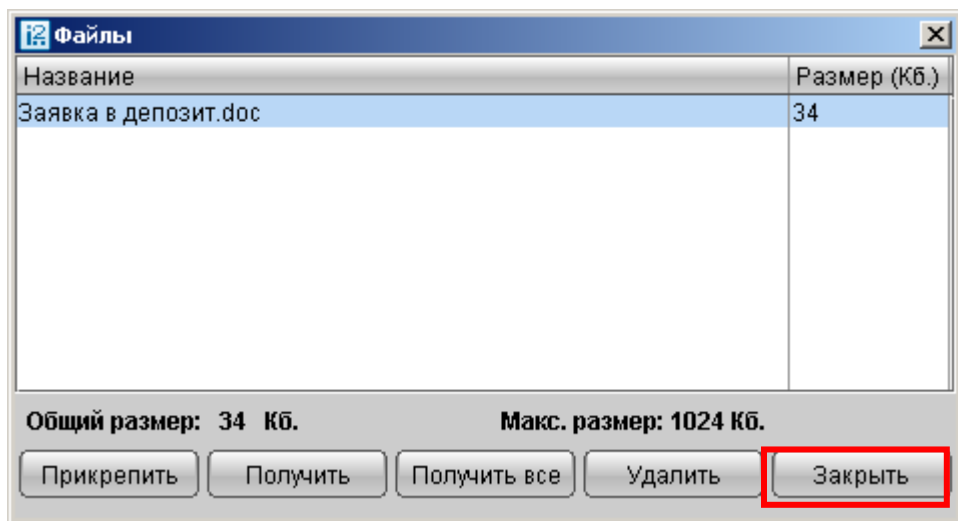 i2 Файлы
Название Размер (Кб.)
Заявка в депозит.doc 34
Общий размер: 34 Кб. Макс. размер: 1024 Кб.
Прикрепить Получить Получить все Удалить Закрыть